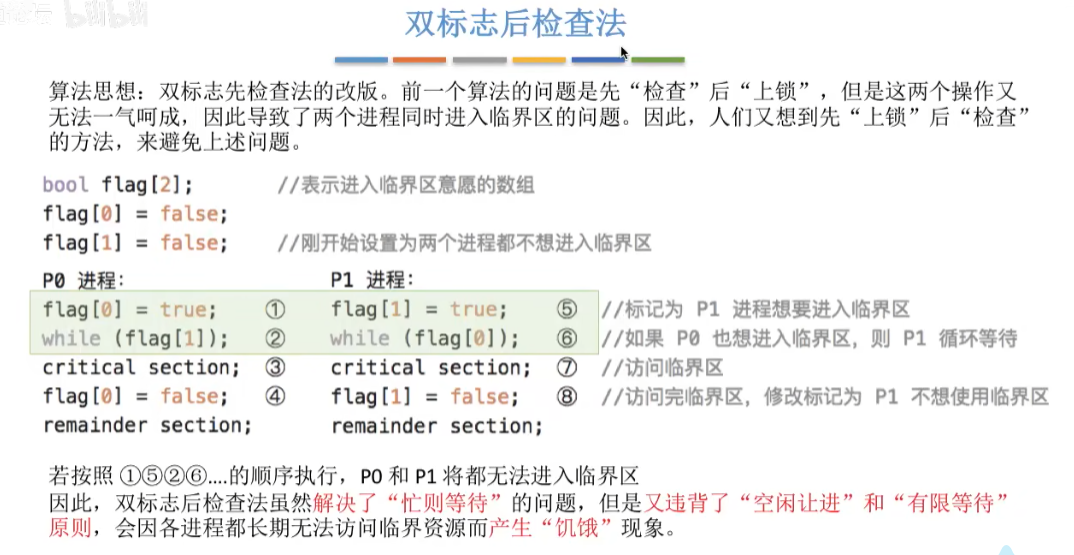 bilibili
双标志后检查法
算法思想：双标志先检查法的改版。前一个算法的问题是先“检查”后“上锁”，但是这两个操作又
无法一气呵成，因此导致了两个进程同时进入临界区的问题。因此，人们又想到先“上锁”后“检查”
的方法，来避免上述问题。
bool flag[2]; //表示进入临界区意愿的数组
flag[0] = false;
flag[1] = false; //刚开始设置为两个进程都不想进入临界区
P0 进程： P1 进程：
flag[0] = true; ① flag[1] = true; ⑤ //标记为 P1 进程想要进入临界区
while (flag[1]); ② while (flag[0]); ⑥ //如果 P0 也想进入临界区，则 P1 循环等待
critical section; ③ critical section; ⑦ //访问临界区
flag[0] = false; ④ flag[1] = false; ⑧ //访问完临界区，修改标记为 P1 不想使用临界区
remainder section; remainder section;
若按照 ①⑤②⑥....的顺序执行，P0 和 P1 将都无法进入临界区
因此，双标志后检查法虽然解决了“忙则等待”的问题，但是又违背了“空闲让进”和“有限等待”
原则，会因各进程都长期无法访问临界资源而产生“饥饿”现象。